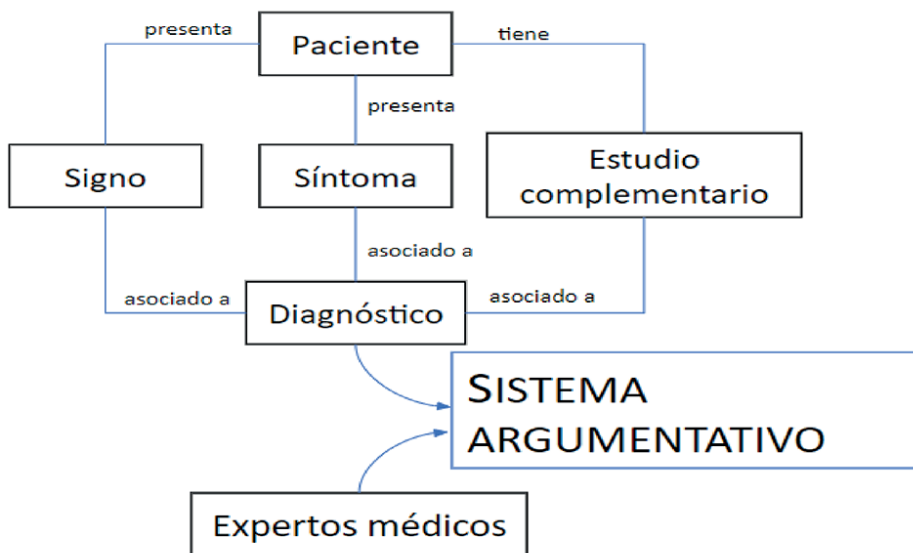 presenta
Paciente
tiene
presenta
Signo
Síntoma
Estudio
complementario
asociado a
asociado a
asociado a
Diagnóstico
SISTEMA
ARGUMENTATIVO
Expertos médicos